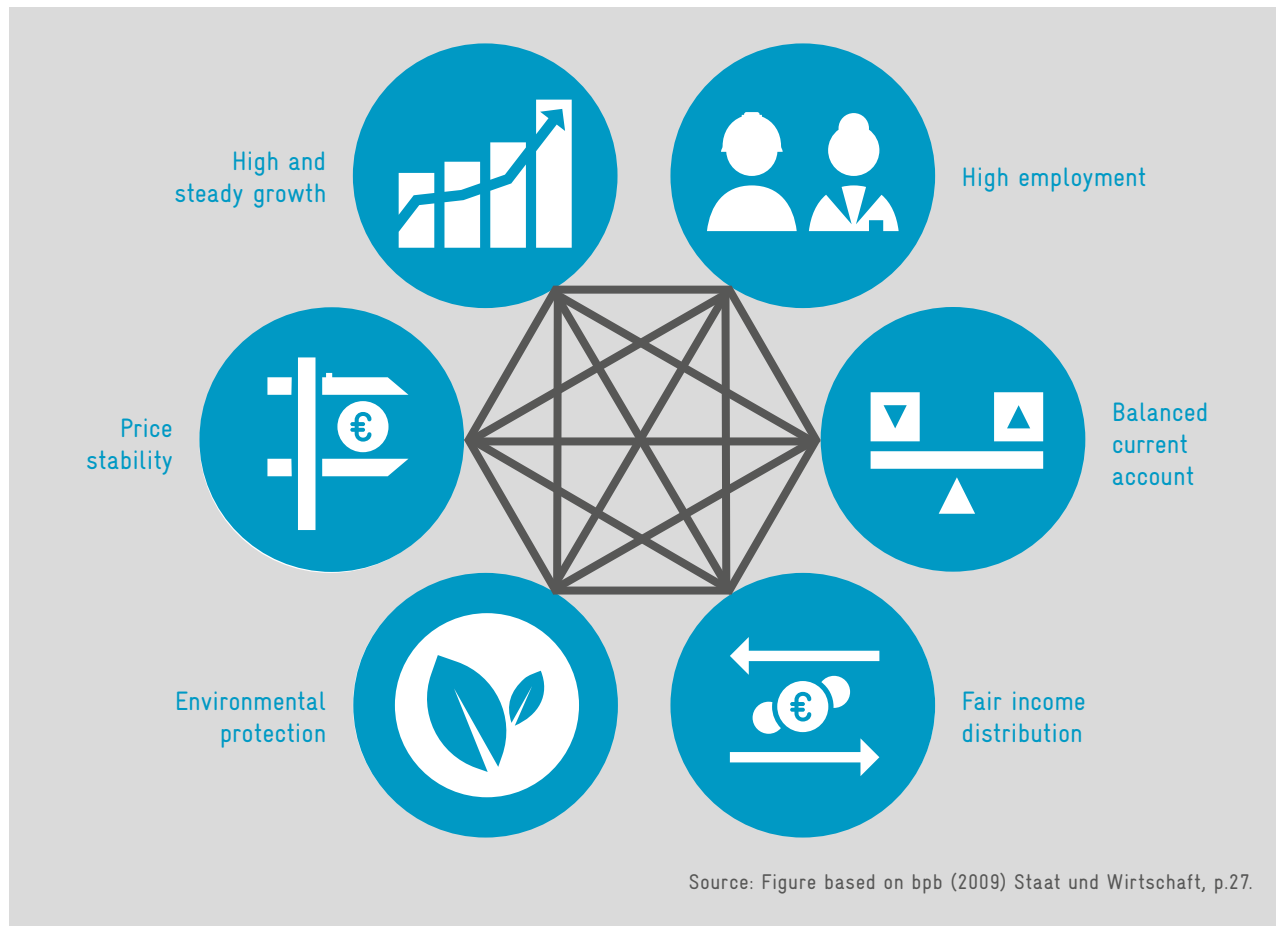 High and
steady growth
High employment
Price
stability
€
Balanced
current
account
Environmental
protection
€
Fair income
distribution
Source: Figure based on bpb (2009) Staat und Wirtschaft, p.27.